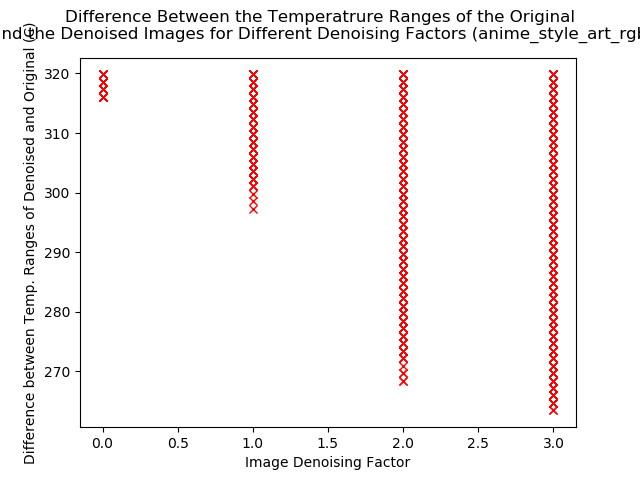 Difference Between the Temperatrure Ranges of the Original
nd the Denoised Images for Different Denoising Factors (anime_style_art_rgb
Difference between Temp. Ranges of Denoised and Original (C)
320
310
300
290
280
270
0.0 0.5 1.0 1.5 2.0 2.5 3.0
Image Denoising Factor